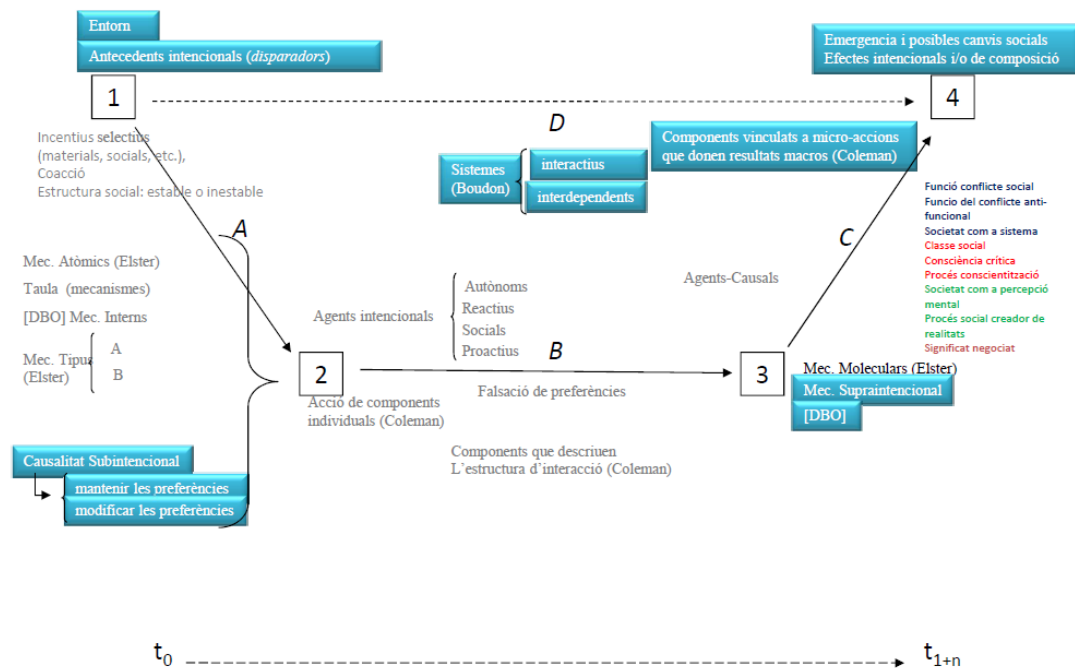 Entorn
Antecedents intencionals (disparadors)
1
Incentius selectius
(materials, socials, etc.),
Coacció
Estructura social: estable o inestable
Emergencia i posibles canvis socials
Efectes intencionals i/o de composició
4
D
Components vinculats a micro-accions
que donen resultats macros (Coleman)
Sistemes
(Boudon)
interactius
interdependents
A
Mec. Atòmics (Elster)
Taula (mecanismes)
[DBO] Mec. Interns
Mec. Tipus
(Elster)
A
B
Agents intencionals
Autònoms
Reactius
Socials
Proactius
B
Agents-Causals
C
Funció conflicte social
Funcio del conflicte anti-
funcional
Societat com a sistema
Classe social
Consciència crítica
Procés conscientització
Societat com a percepció
mental
Procés social creador de
realitats
Significat negociat
2
Acció de components
individuals (Coleman)
Falsació de preferències
3
Mec. Moleculars (Elster)
Mec. Supraintencional
[DBO]
Components que descriuen
L'estructura d'interacció (Coleman)
Causalitat Subintencional
mantenir les preferències
modificar les preferències
t0
t1+n